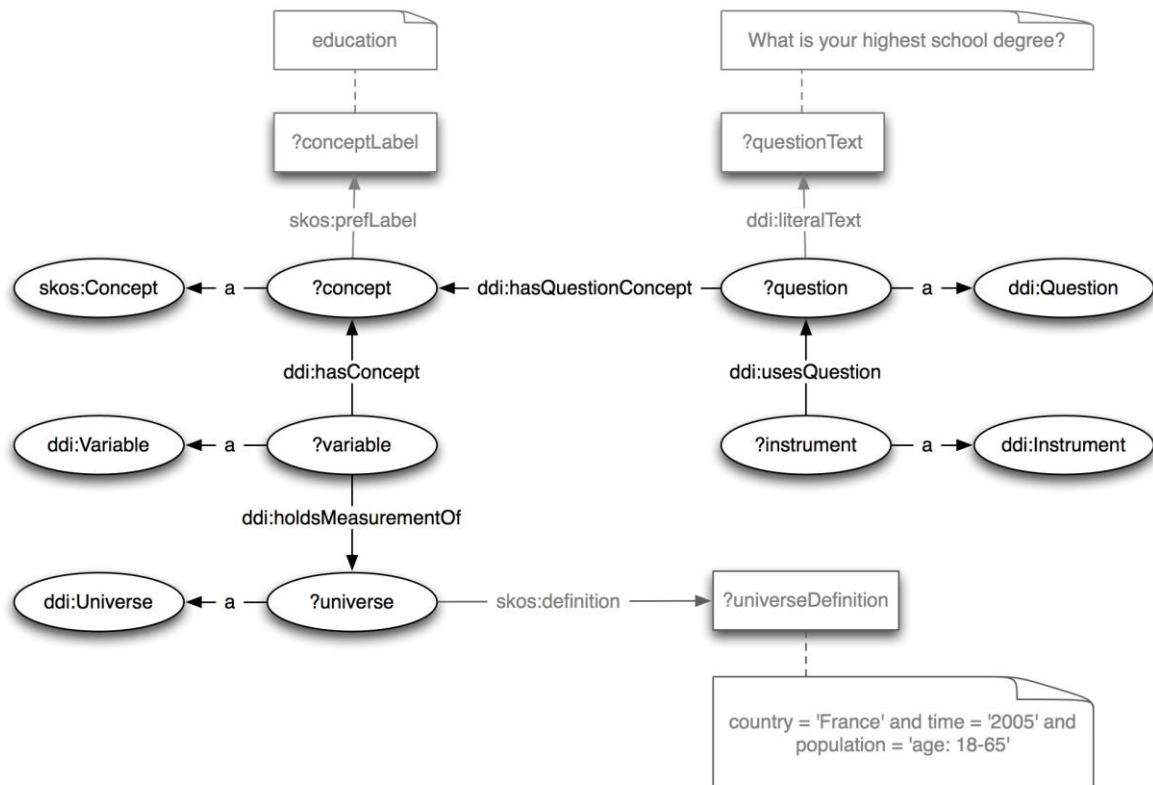 education
What is your highest school degree?
?conceptLabel
?questionText
skos:prefLabel
ddi:literalText
skos:Concept
a
?concept
ddi:hasQuestionConcept
?question
a
ddi:Question
ddi:hasConcept
ddi:usesQuestion
ddi:Variable
a
?variable
?instrument
a
ddi:Instrument
ddi:holdsMeasurementOf
ddi:Universe
a
?universe
skos:definition
?universeDefinition
country = 'France' and time = '2005' and
population = 'age: 18-65'